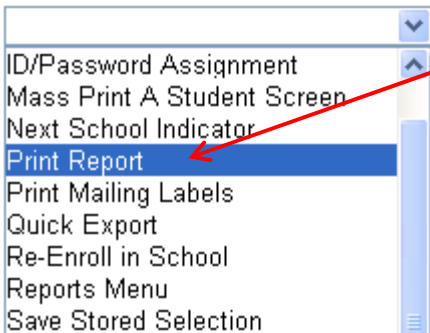 ID/Password Assignment
Mass Print A Student Screen
Next School Indicator
Print Report
Print Mailing Labels
Quick Export
Re-Enroll in School
Reports Menu
Save Stored Selection